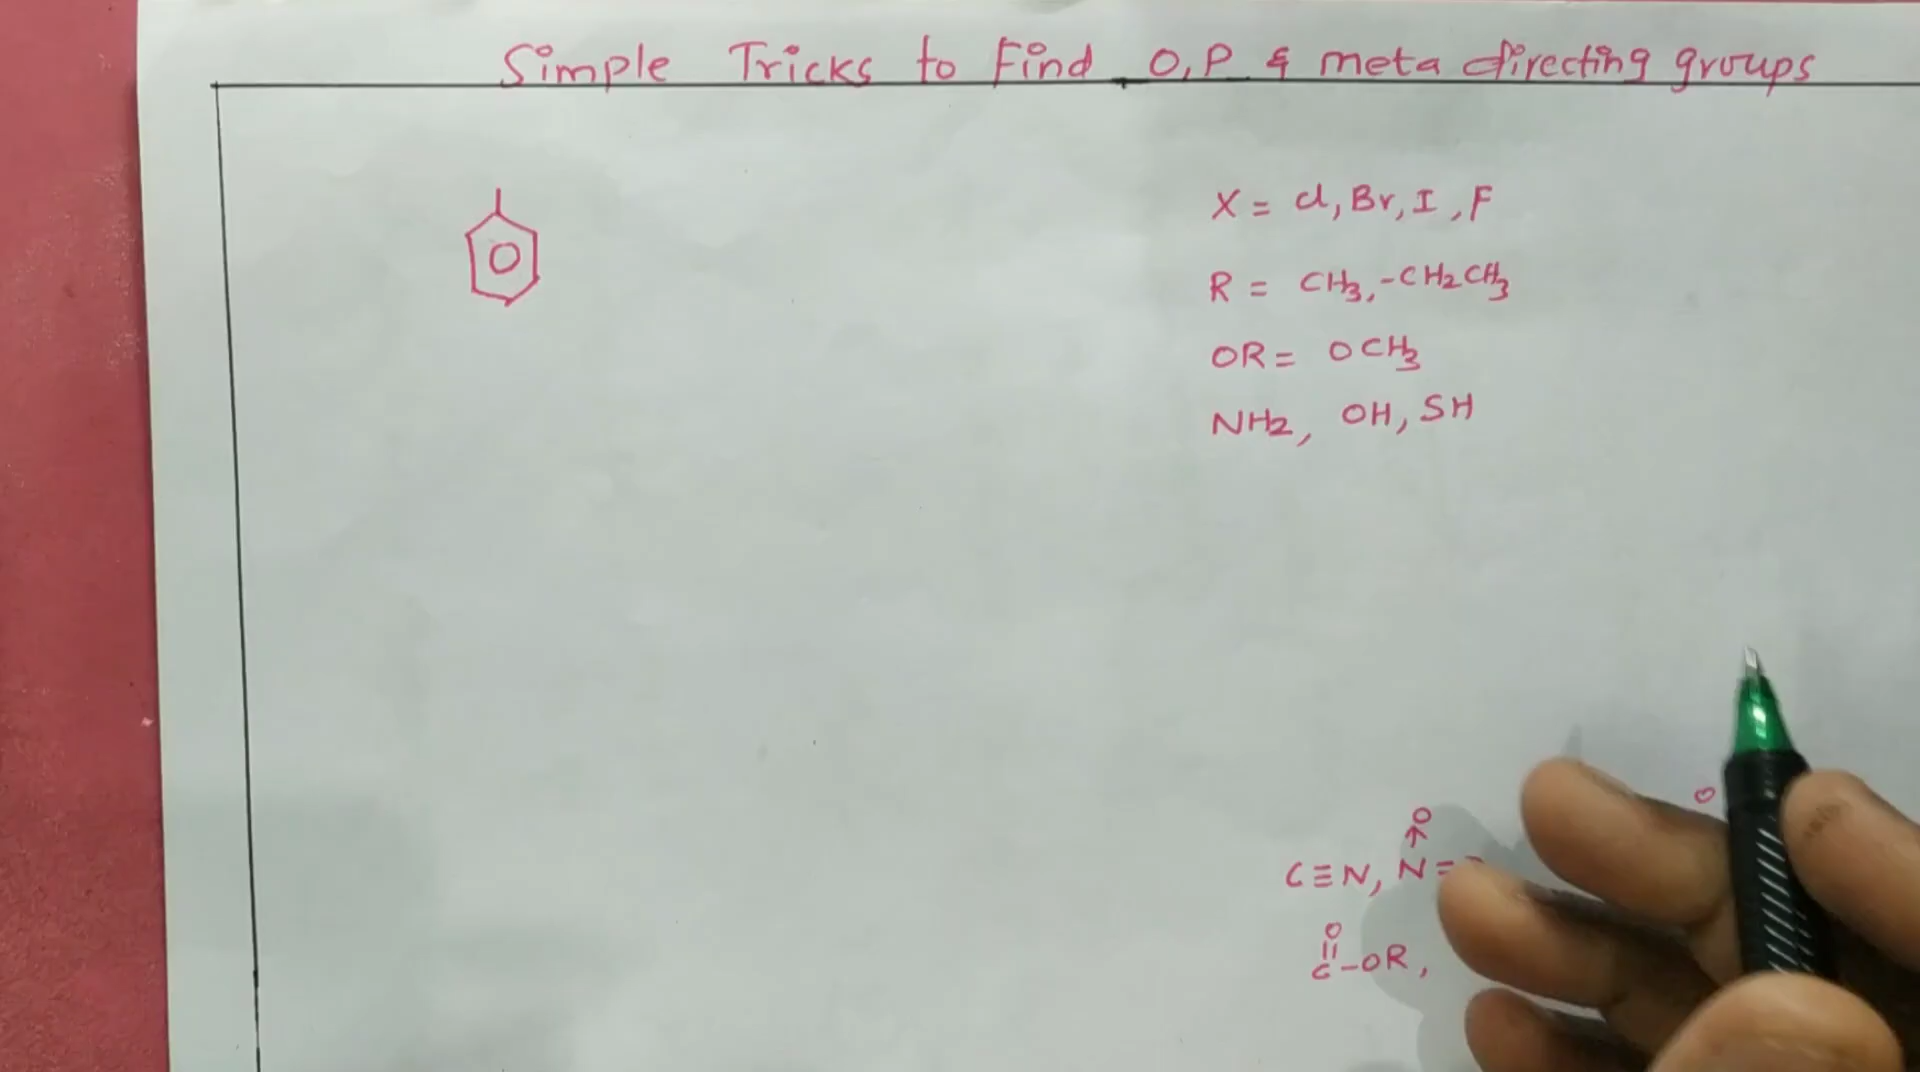 Simple Tricks to Find O,P & meta directing groups
X = Cl, Br, I, F
R = CH3, -CH2CH3
OR = OCH3
NH2, OH, SH
O
O
↑
C≡N, N=
O
||
C-OR,